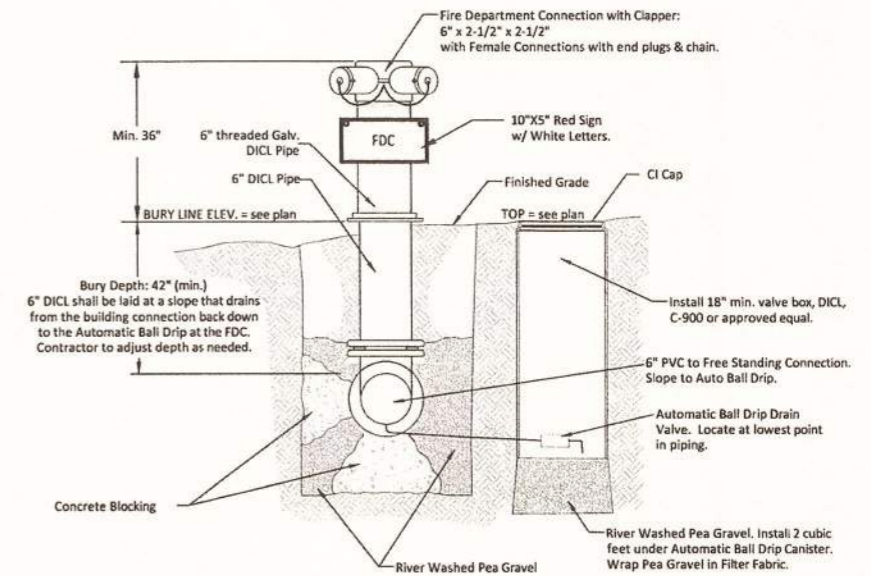 Fire Department Connection with Clapper:
6" x 2-1/2" x 2-1/2"
with Female Connections with end plugs & chain.
Min. 36"
6" threaded Galv.
DICL Pipe
FDC
10"X5" Red Sign
w/ White Letters.
6" DICL Pipe
Finished Grade
CI Cap
BURY LINE ELEV. = see plan
TOP = see plan
Bury Depth: 42" (min.)
6" DICL shall be laid at a slope that drains
from the building connection back down
to the Automatic Ball Drip at the FDC.
Contractor to adjust depth as needed.
Install 18" min. valve box, DICL,
C-900 or approved equal.
6" PVC to Free Standing Connection.
Slope to Auto Ball Drip.
Automatic Ball Drip Drain
Valve. Locate at lowest point
in piping.
Concrete Blocking
River Washed Pea Gravel
River Washed Pea Gravel. Install 2 cubic
feet under Automatic Ball Drip Canister.
Wrap Pea Gravel in Filter Fabric.